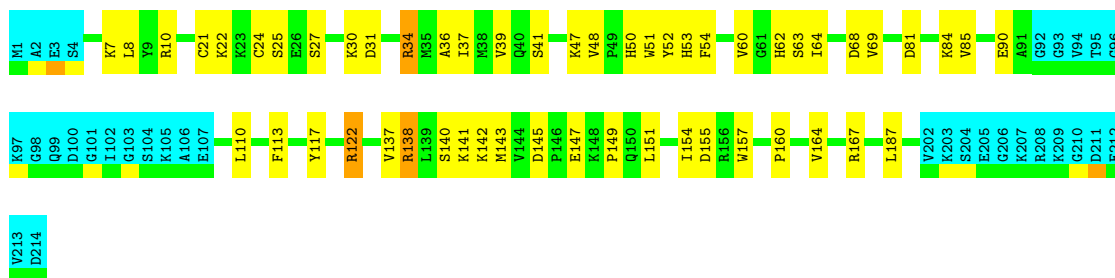 M1 A2 E3 S4 K7 L8 Y9 R10 C21 K22 K23 C24 S25 E26 S27 K30 D31 R34 M35 A36 I37 M38 V39 Q40 S41 K47 V48 P49 H50 W51 Y52 H53 F54 V60 G61 H62 S63 I64 D68 V69 D81 K84 V85 E90 A91 G92 G93 V94 T95
K97 G98 Q99 D100 G101 I102 G103 S104 K105 A106 E107 L110 F113 Y117 R122 V137 R138 L139 S140 K141 K142 M143 V144 D145 P146 E147 K148 P149 Q150 L151 I154 D155 R156 W157 P160 V164 R167 L187 V202 K203 S204 E205 G206 K207 R208 K209 G210 D211
V213 D214